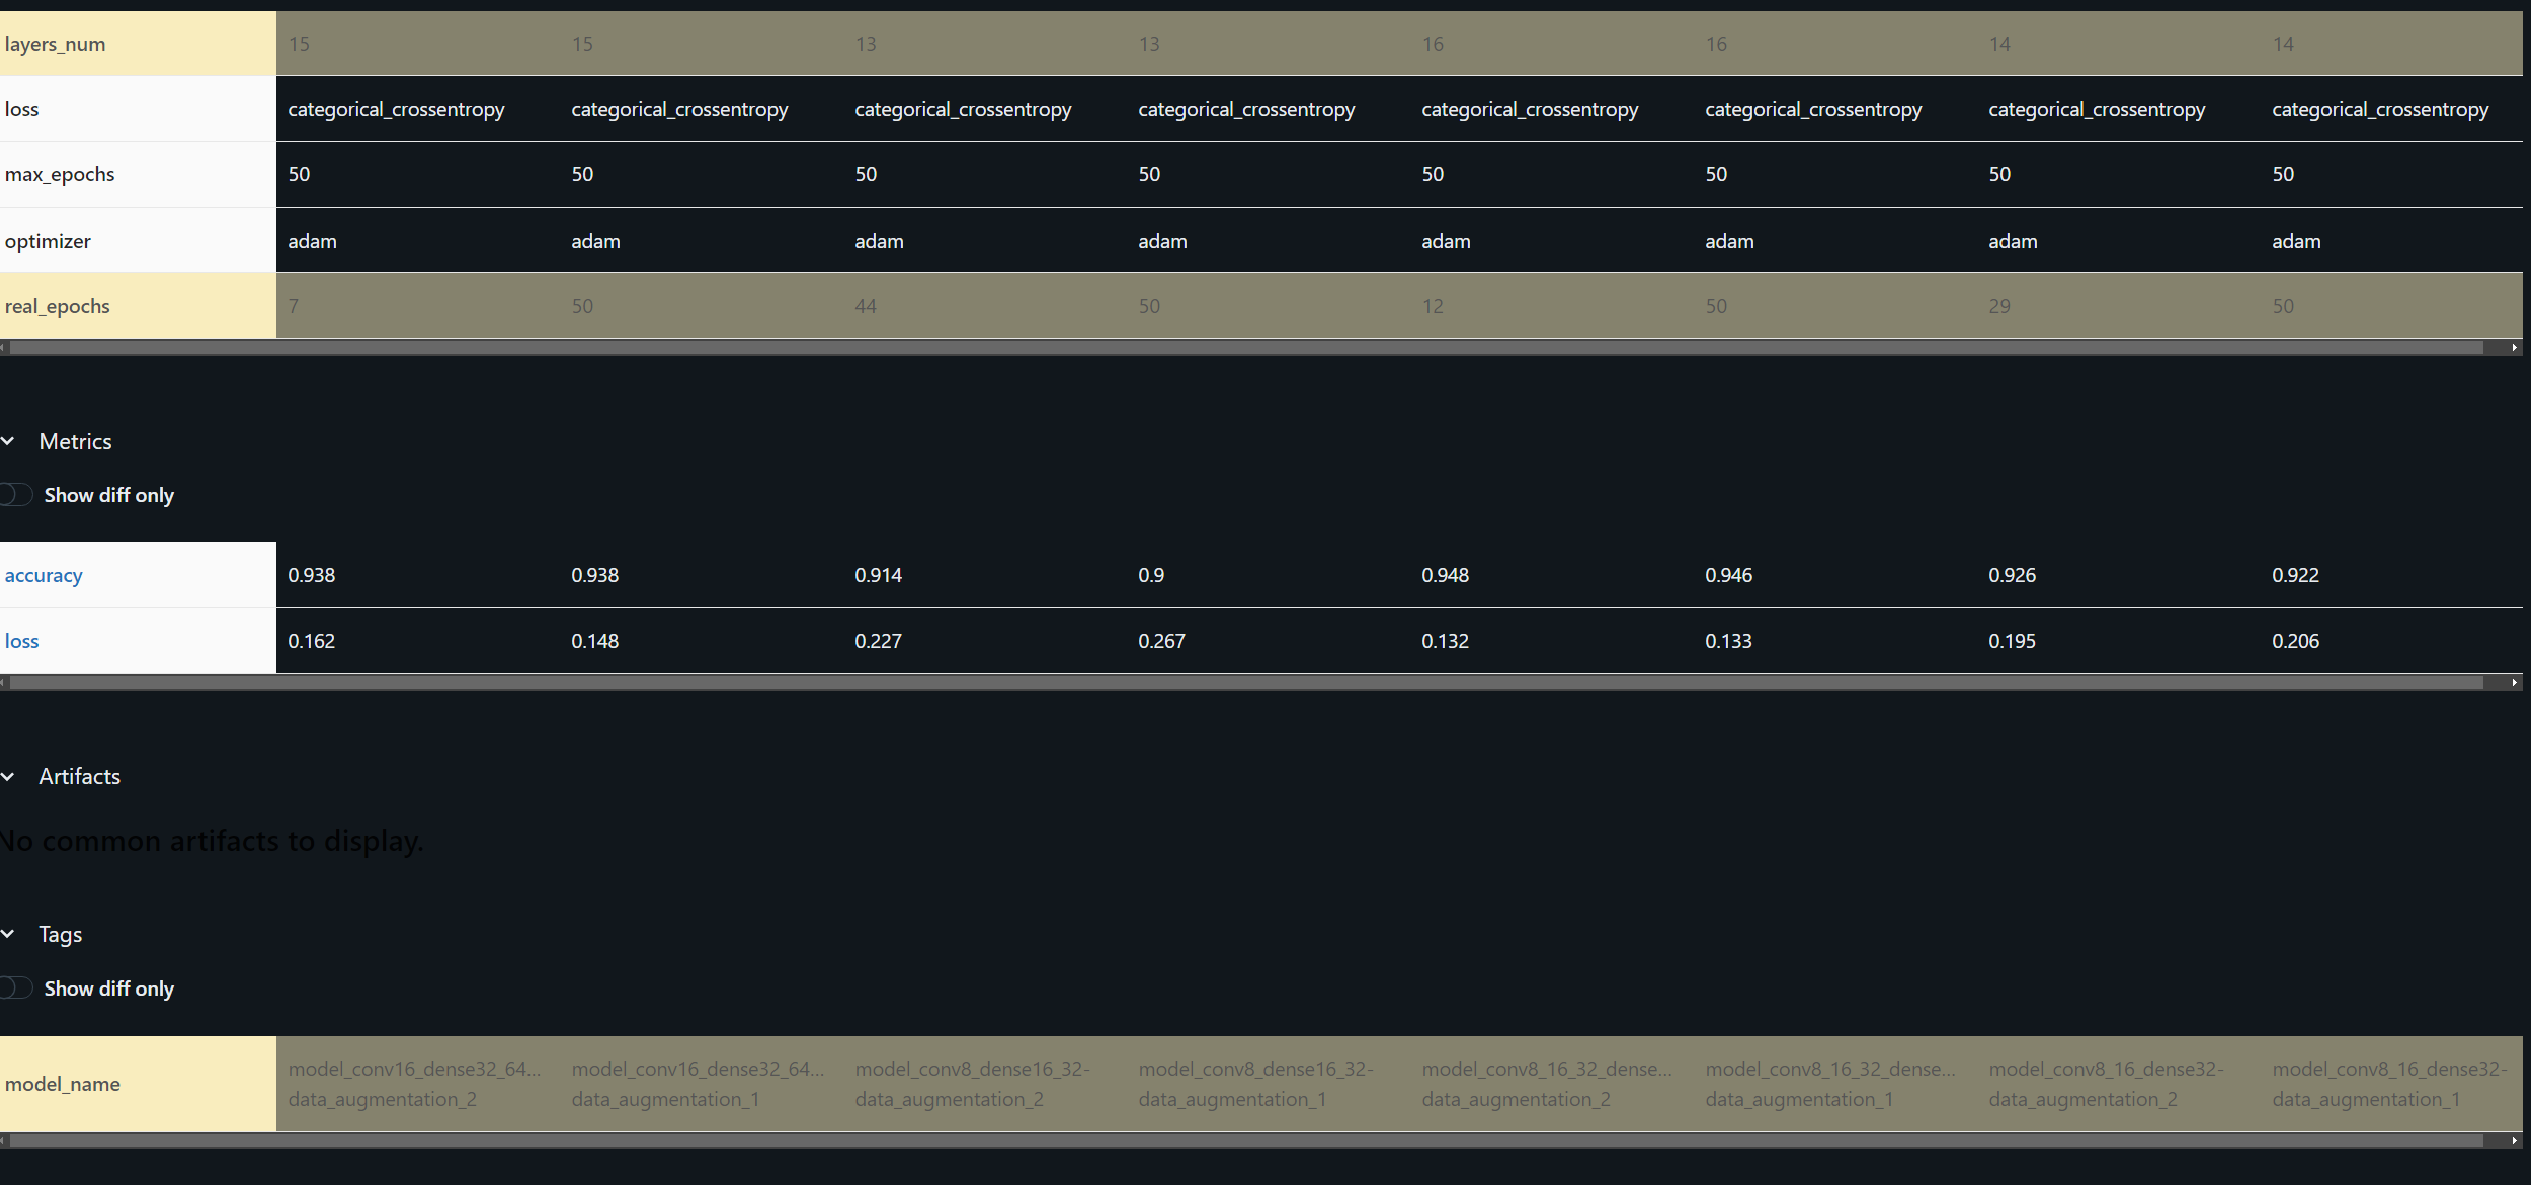 layers_num 15 15 13 13 16 16 14 14
loss categorical_crossentropy categorical_crossentropy categorical_crossentropy categorical_crossentropy categorical_crossentropy categorical_crossentropy categorical_crossentropy categorical_crossentropy
max_epochs 50 50 50 50 50 50 50 50
optimizer adam adam adam adam adam adam adam adam
real_epochs 7 50 44 50 12 50 29 50
Metrics
Show diff only
accuracy 0.938 0.938 0.914 0.9 0.948 0.946 0.926 0.922
loss 0.162 0.148 0.227 0.267 0.132 0.133 0.195 0.206
Artifacts
No common artifacts to display.
Tags
Show diff only
model_name model_conv16_dense32_64... model_conv16_dense32_64... model_conv8_dense16_32- model_conv8_dense16_32- model_conv8_16_32_dense... model_conv8_16_32_dense... model_conv8_16_dense32- model_conv8_16_dense32-
data_augmentation_2 data_augmentation_1 data_augmentation_2 data_augmentation_1 data_augmentation_2 data_augmentation_1 data_augmentation_2 data_augmentation_1